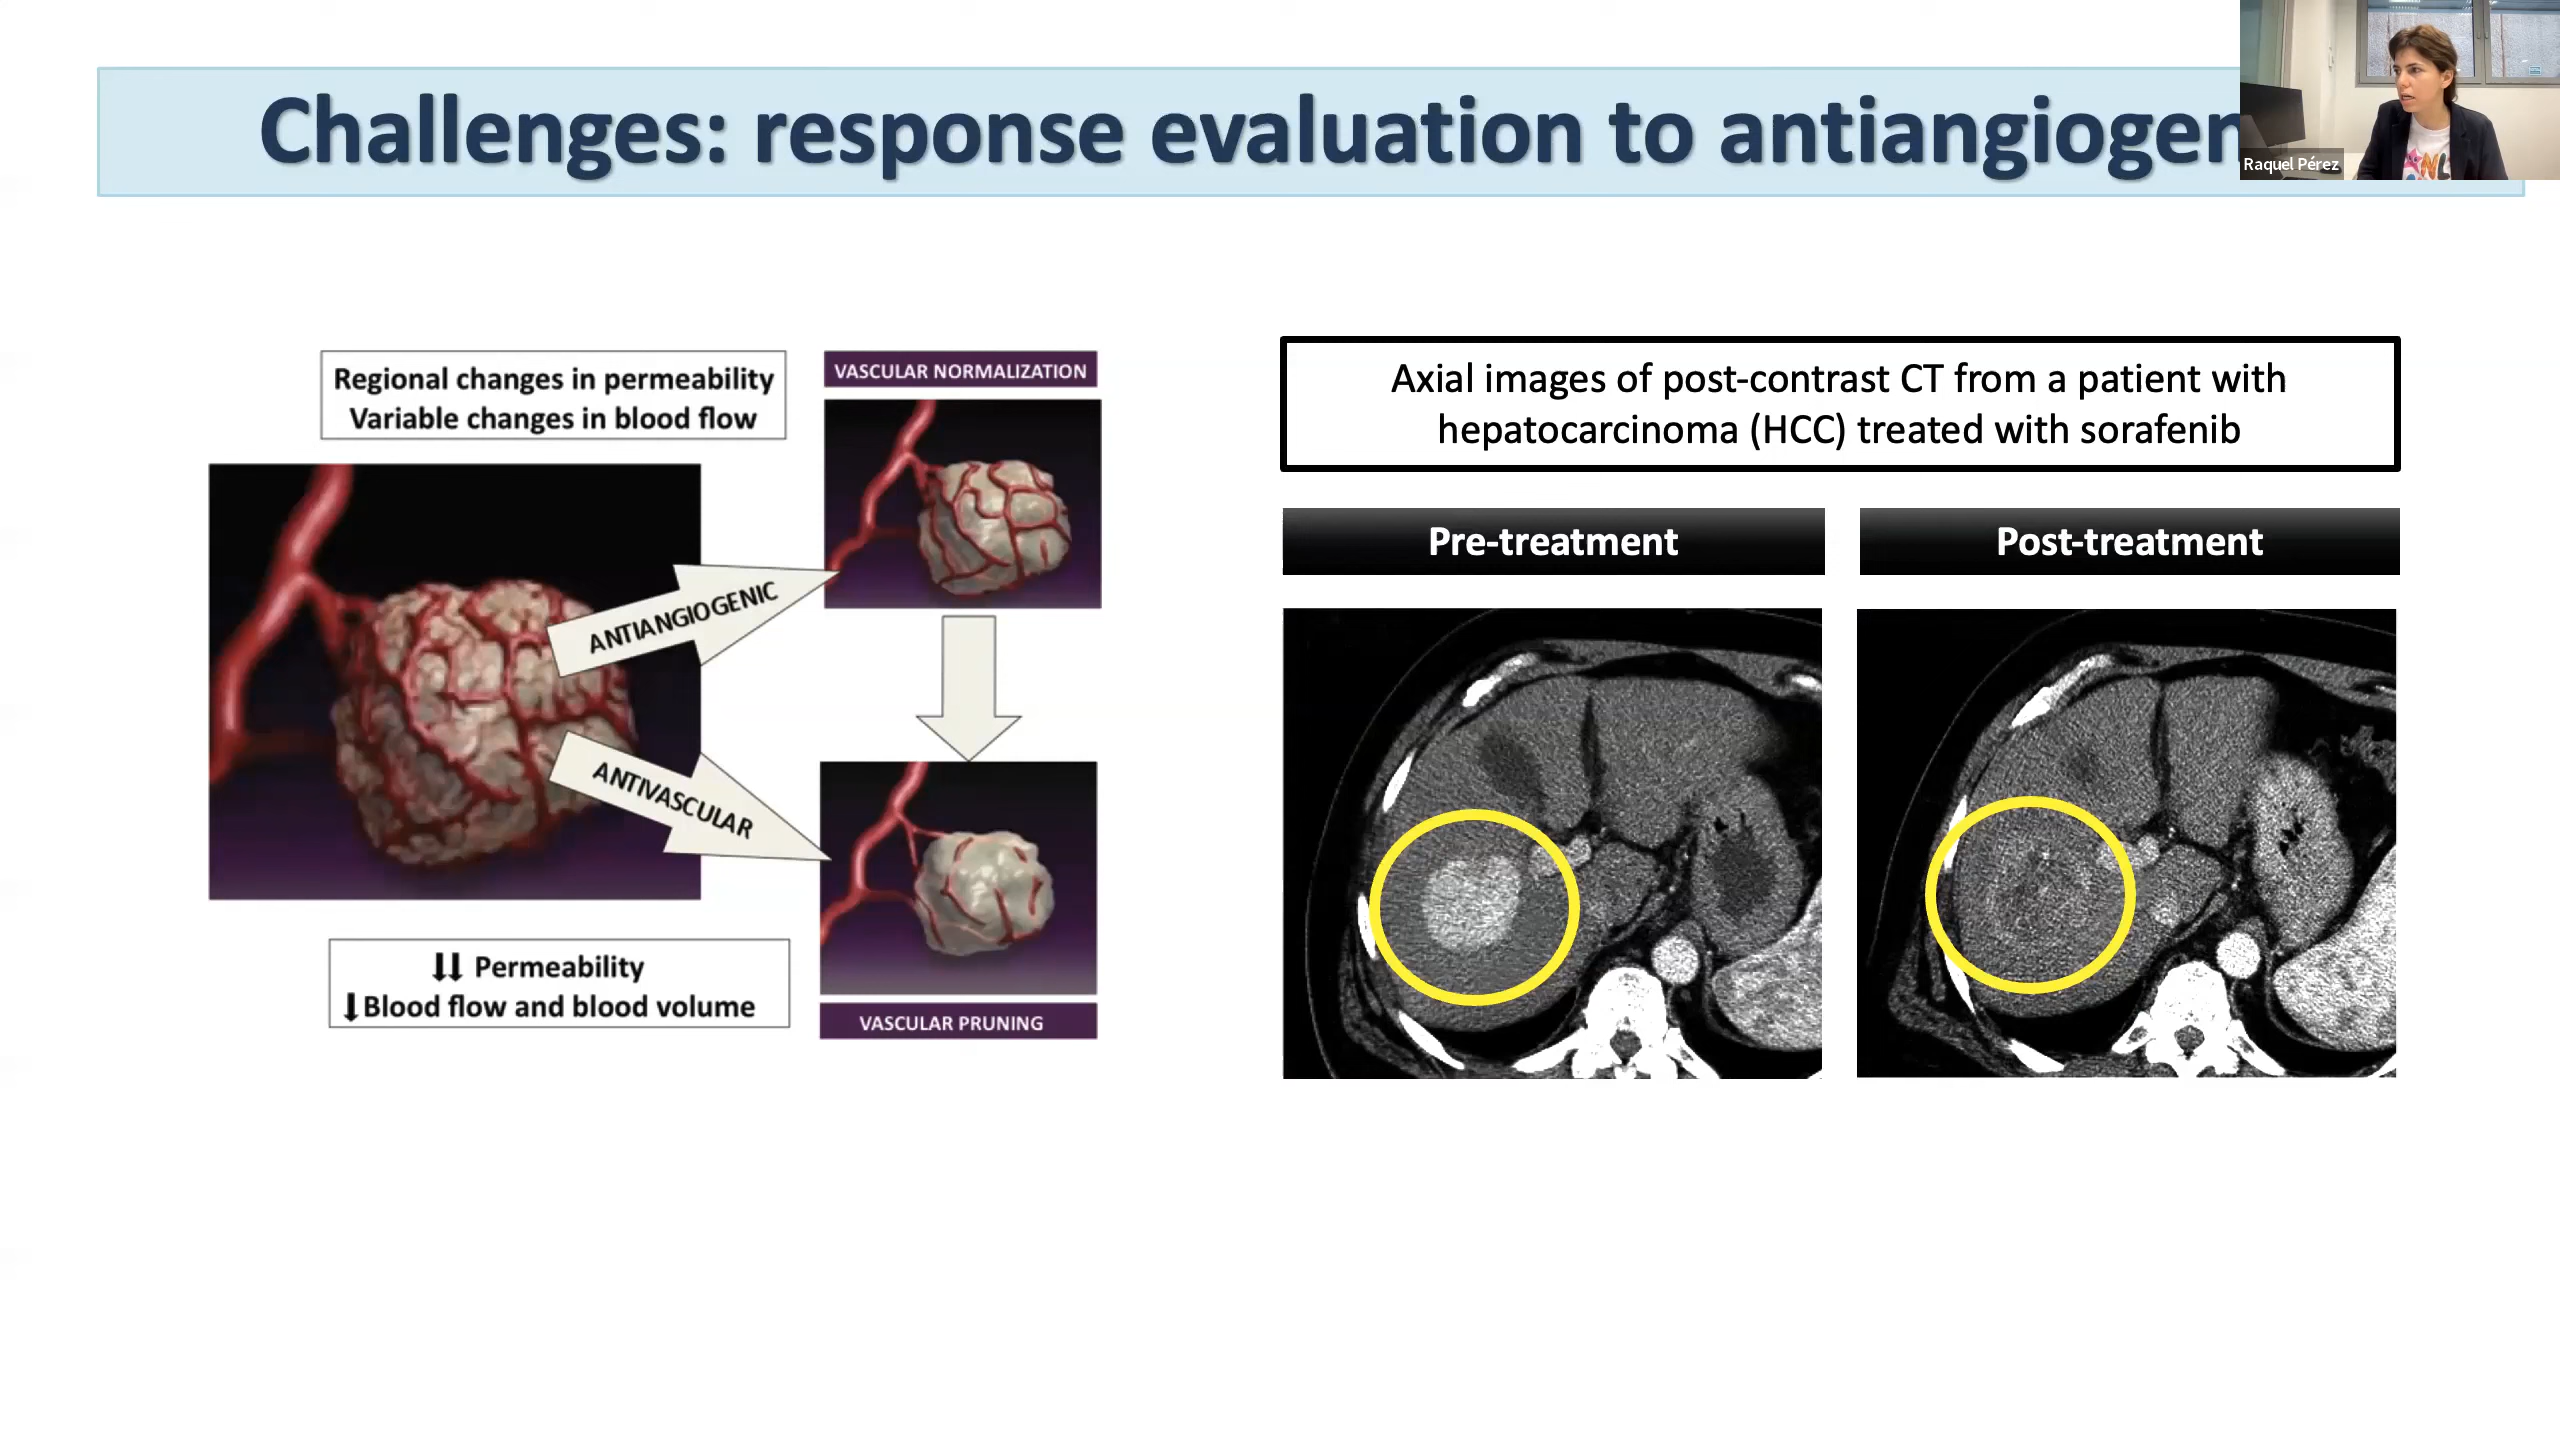 Challenges: response evaluation to antiangiogen
Raquel Pérez
Regional changes in permeability
Variable changes in blood flow
VASCULAR NORMALIZATION
ANTIANGIOGENIC
ANTIVASCULAR
↓↓ Permeability
↓Blood flow and blood volume
VASCULAR PRUNING
Axial images of post-contrast CT from a patient with
hepatocarcinoma (HCC) treated with sorafenib
Pre-treatment
Post-treatment